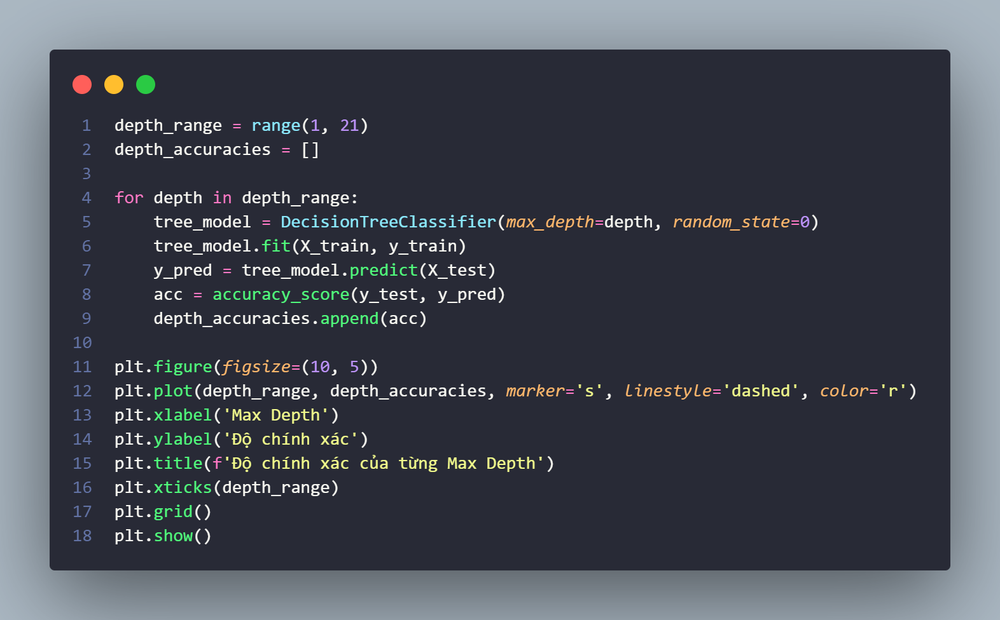 1 depth_range = range(1, 21)
2 depth_accuracies = []
3
4 for depth in depth_range:
5     tree_model = DecisionTreeClassifier(max_depth=depth, random_state=0)
6     tree_model.fit(X_train, y_train)
7     y_pred = tree_model.predict(X_test)
8     acc = accuracy_score(y_test, y_pred)
9     depth_accuracies.append(acc)
10
11 plt.figure(figsize=(10, 5))
12 plt.plot(depth_range, depth_accuracies, marker='s', linestyle='dashed', color='r')
13 plt.xlabel('Max Depth')
14 plt.ylabel('Độ chính xác')
15 plt.title(f'Độ chính xác của từng Max Depth')
16 plt.xticks(depth_range)
17 plt.grid()
18 plt.show()